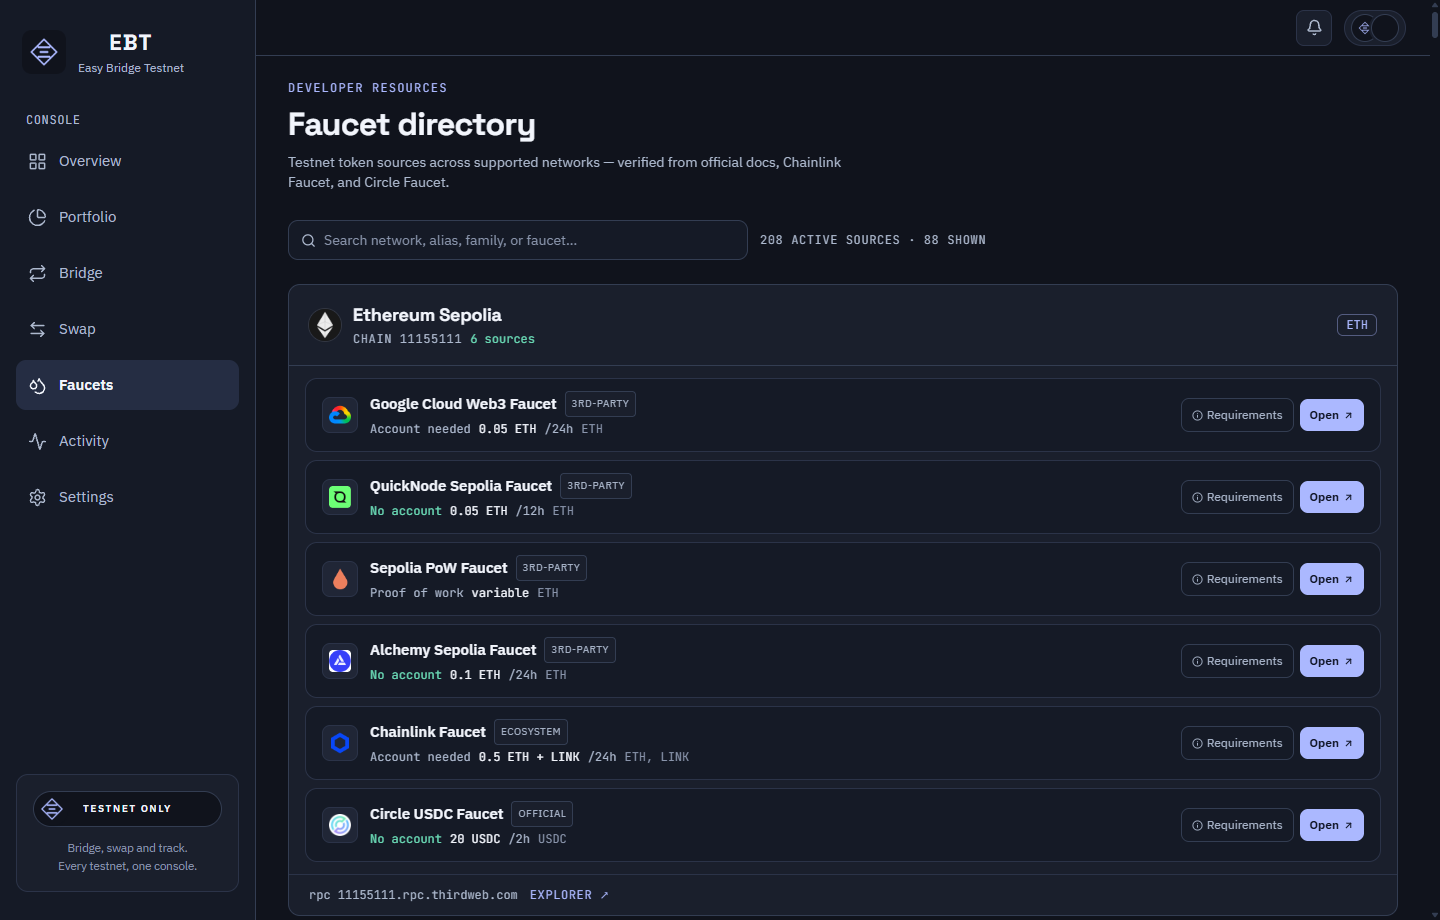 EBT
Easy Bridge Testnet
CONSOLE
Overview
Portfolio
Bridge
Swap
Faucets
Activity
Settings
TESTNET ONLY
Bridge, swap and track.
Every testnet, one console.
DEVELOPER RESOURCES
Faucet directory
Testnet token sources across supported networks — verified from official docs, Chainlink
Faucet, and Circle Faucet.
Search network, alias, family, or faucet...
208 ACTIVE SOURCES · 88 SHOWN
Ethereum Sepolia
CHAIN 11155111 6 sources
ETH
Google Cloud Web3 Faucet 3RD-PARTY
Account needed 0.05 ETH /24h ETH
Requirements Open ↗
QuickNode Sepolia Faucet 3RD-PARTY
No account 0.05 ETH /12h ETH
Requirements Open ↗
Sepolia PoW Faucet 3RD-PARTY
Proof of work variable ETH
Requirements Open ↗
Alchemy Sepolia Faucet 3RD-PARTY
No account 0.1 ETH /24h ETH
Requirements Open ↗
Chainlink Faucet ECOSYSTEM
Account needed 0.5 ETH + LINK /24h ETH, LINK
Requirements Open ↗
Circle USDC Faucet OFFICIAL
No account 20 USDC /2h USDC
Requirements Open ↗
rpc 11155111.rpc.thirdweb.com EXPLORER ↗